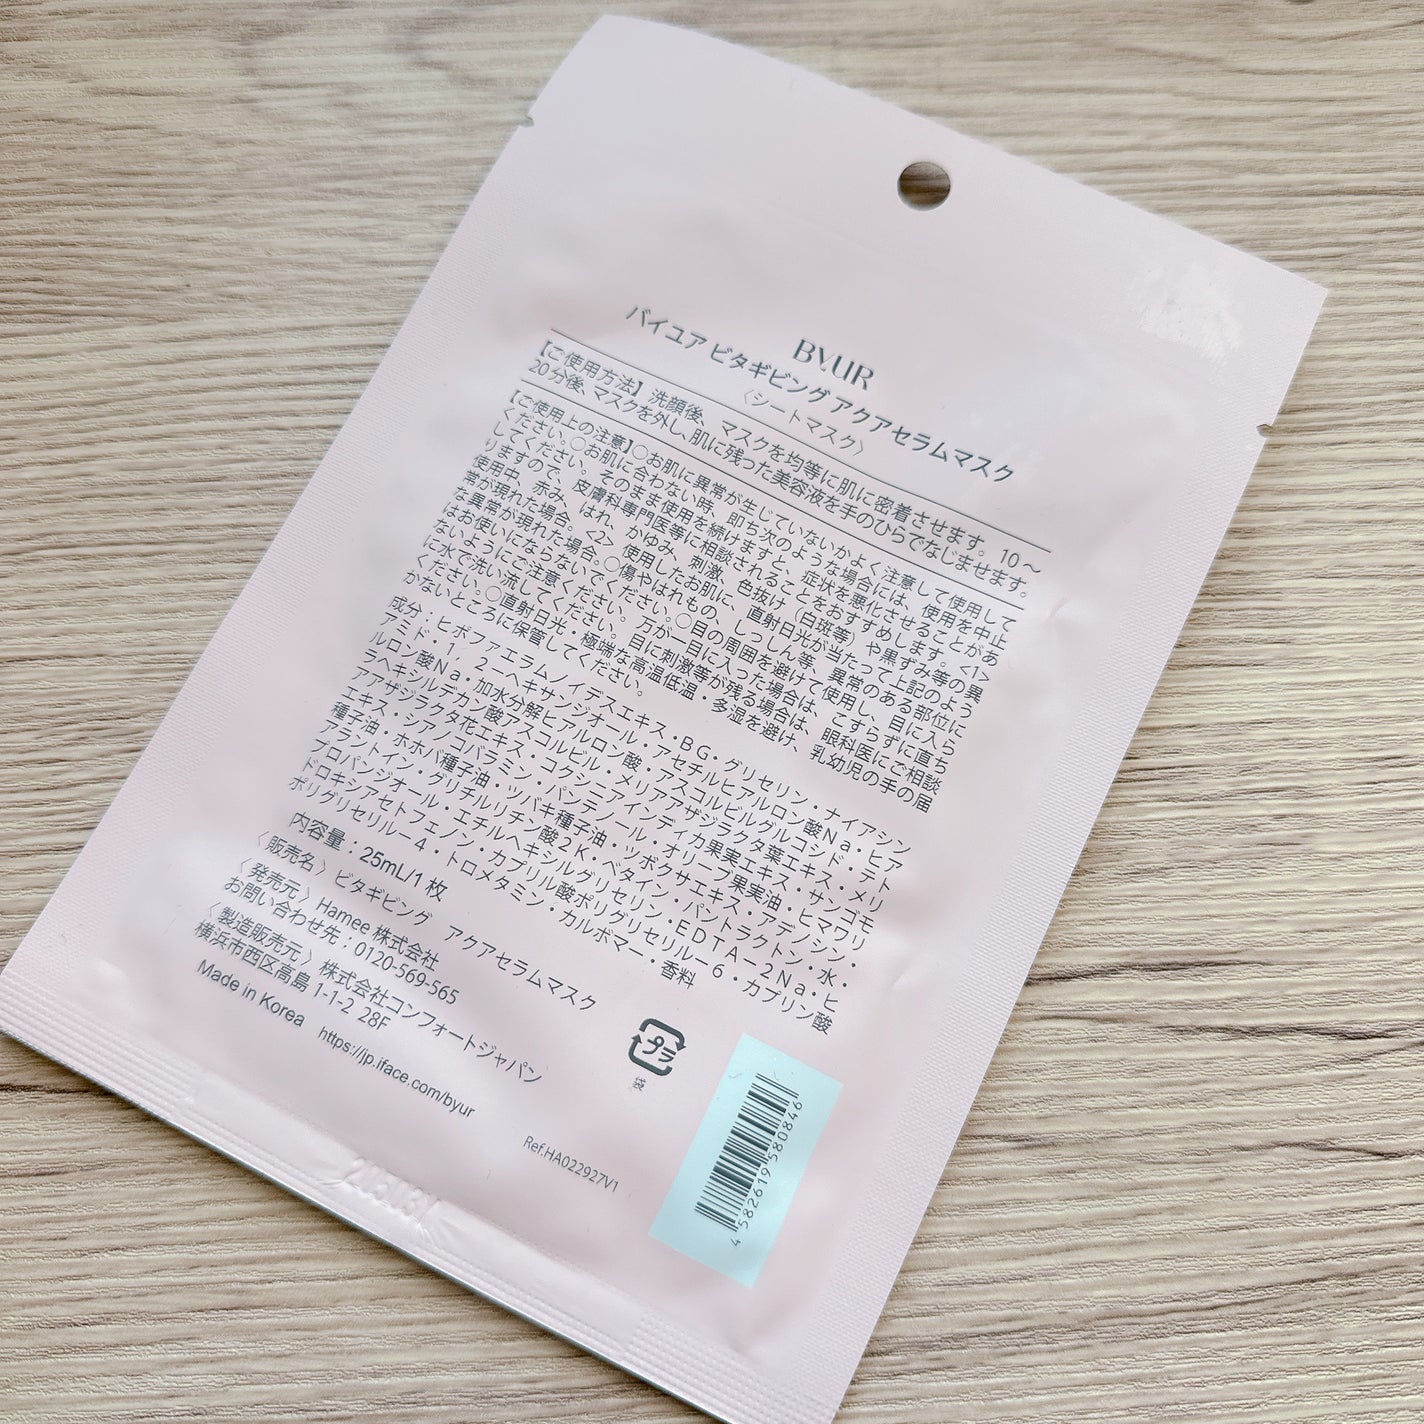 BYUR
バイユア ビタギビング アクアセラムマスク
〈シートマスク〉
【ご使用方法】洗顔後、マスクを均等に肌に密着させます。10～
20分後、マスクを外し、肌に残った美容液を手のひらでなじませます。
【ご使用上の注意】○お肌に異常が生じていないかよく注意して使用して
ください。○お肌に合わない時、即ち次のような場合には、使用を中止
してください。そのまま使用を続けますと、症状を悪化させることがあ
りますので、皮膚科専門医等に相談されることをおすすめします。<1>
使用中、赤み、はれ、かゆみ、刺激、色抜け（白斑等）や黒ずみ等の異
常が現れた場合。<2> 使用したお肌に、直射日光が当たって上記のよう
な異常が現れた場合。○傷やはれもの、しっしん等、異常のある部位に
はお使いにならないでください。○目の周囲を避けて使用し、目に入ら
ないようにご注意ください。万が一目に入った場合は、こすらずに直ち
に水で洗い流してください。目に刺激等が残る場合は、眼科医にご相談
ください。○直射日光・極端な高温低温・多湿を避け、乳幼児の手の届
かないところに保管してください。
成分：ヒポファエラムノイデスエキス・ＢＧ・グリセリン・ナイアシン
アミド・１，２－ヘキサンジオール・アセチルヒアルロン酸Ｎａ・ヒア
ルロン酸Ｎａ・加水分解ヒアルロン酸・アスコルビルグルコシド・テト
ラヘキシルデカン酸アスコルビル・メリアアザジラクタ葉エキス・メリ
アアザジラクタ花エキス・コクシニアインディカ果実エキス・サンゴモ
エキス・シアノコバラミン・パンテノール・オリーブ果実油・ヒマワリ
種子油・ホホバ種子油・ツバキ種子油・ツボクサエキス・アデノシン・
アラントイン・グリチルリチン酸２Ｋ・ベタイン・パントラクトン・水・
プロパンジオール・エチルヘキシルグリセリン・ＥＤＴＡ－２Ｎａ・ヒ
ドロキシアセトフェノン・カプリル酸ポリグリセリル－６・カプリン酸
ポリグリセリル－４・トロメタミン・カルボマー・香料
内容量：25mL/1 枚
〈販売名〉ビタギビング アクアセラムマスク
〈発売元〉Hamee 株式会社
お問い合わせ先：0120-569-565
〈製造販売元〉株式会社コンフォートジャパン
横浜市西区高島 1-1-2 28F
Made in Korea https://jp.iface.com/byur
プラ
袋
Ref.HA022927V1
4 582619 580846